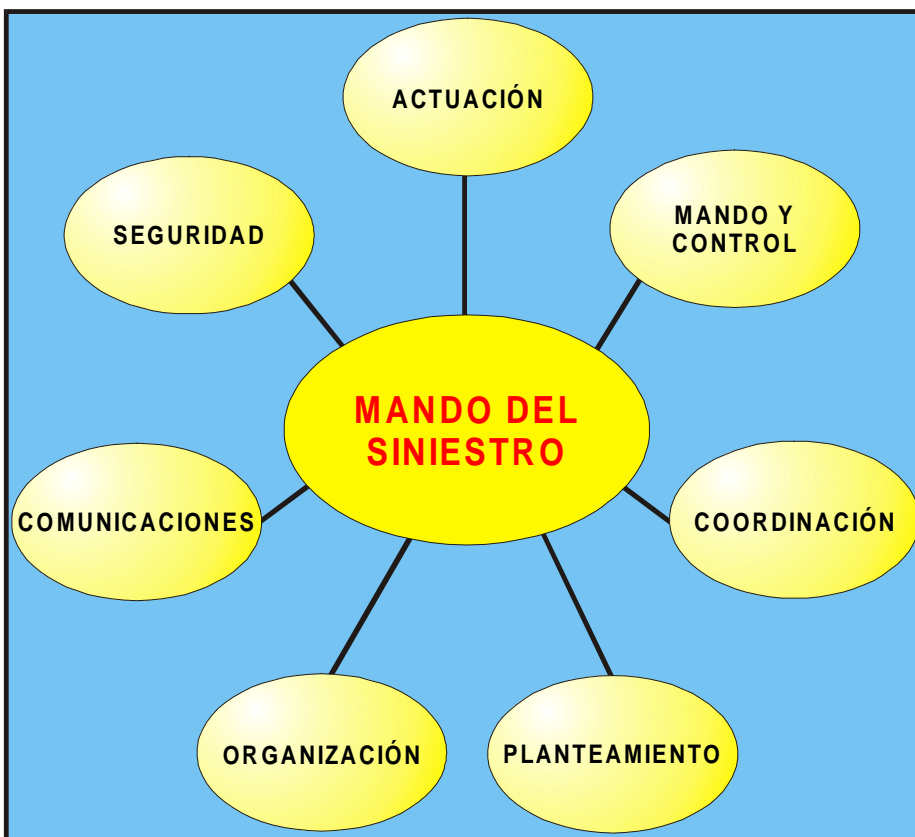 ACTUACIÓN
SEGURIDAD
MANDO Y
CONTROL
MANDO DEL
SINIESTRO
COMUNICACIONES
COORDINACIÓN
ORGANIZACIÓN
PLANTEAMIENTO